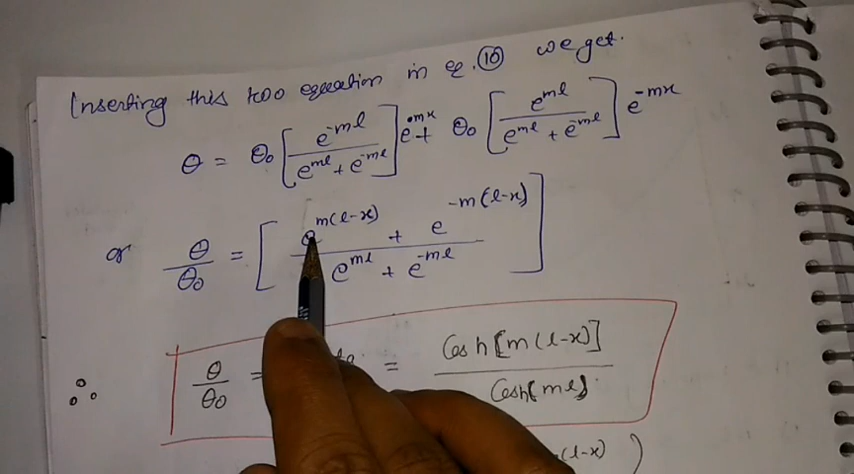 Inserting this two equation in eq. (10) we get.
θ = θ₀ [ e^-ml / (e^ml + e^-ml) ] e^mx + θ₀ [ e^ml / (e^ml + e^-ml) ] e^-mx
or θ/θ₀ = [ (e^m(l-x) + e^-m(l-x)) / (e^ml + e^-ml) ]
∴ θ/θ₀ = = Cosh[m(l-x)] / Cosh(ml)
(l-x) )